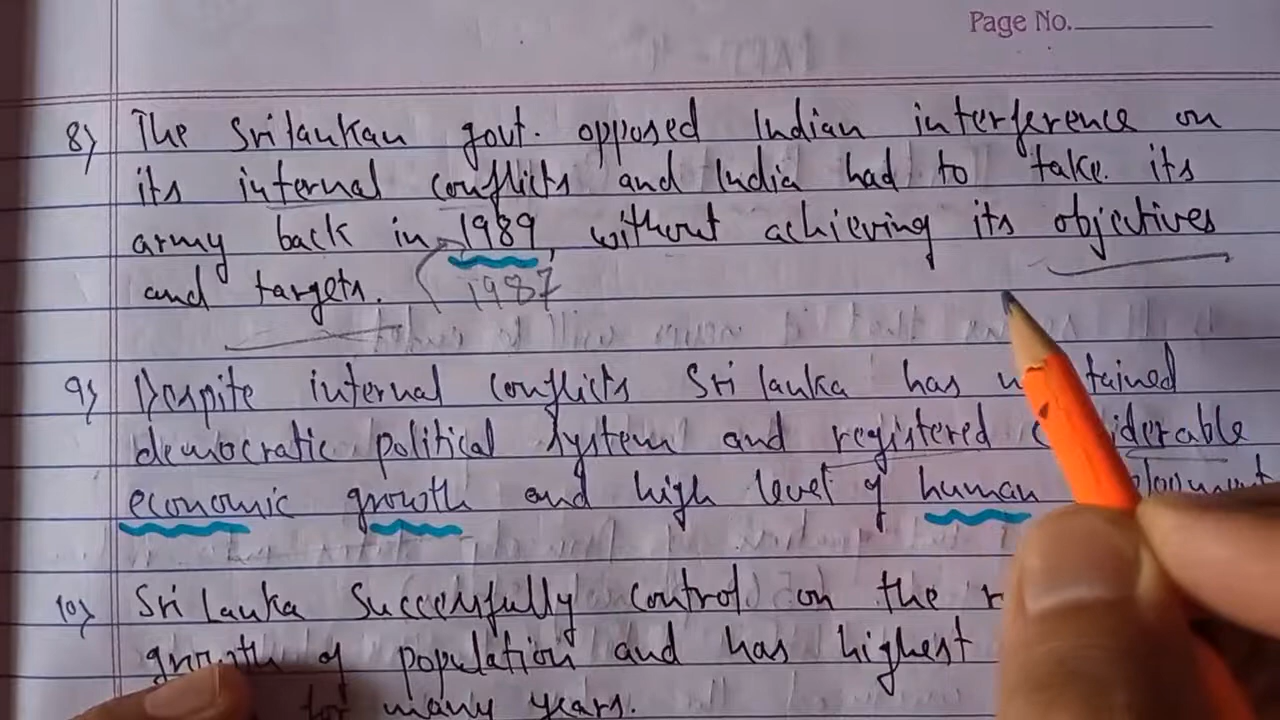 Page No.
8) The Srilankan govt. opposed Indian interference on
its internal conflicts and India had to take its
army back in 1989, without achieving its objectives
and targets. 1987
9) Despite internal conflicts Sri lanka has
democratic political system and registered
economic growth and high level of human
10) Sri Lanka Successfully control on the
growth of population and has highest
for many years.